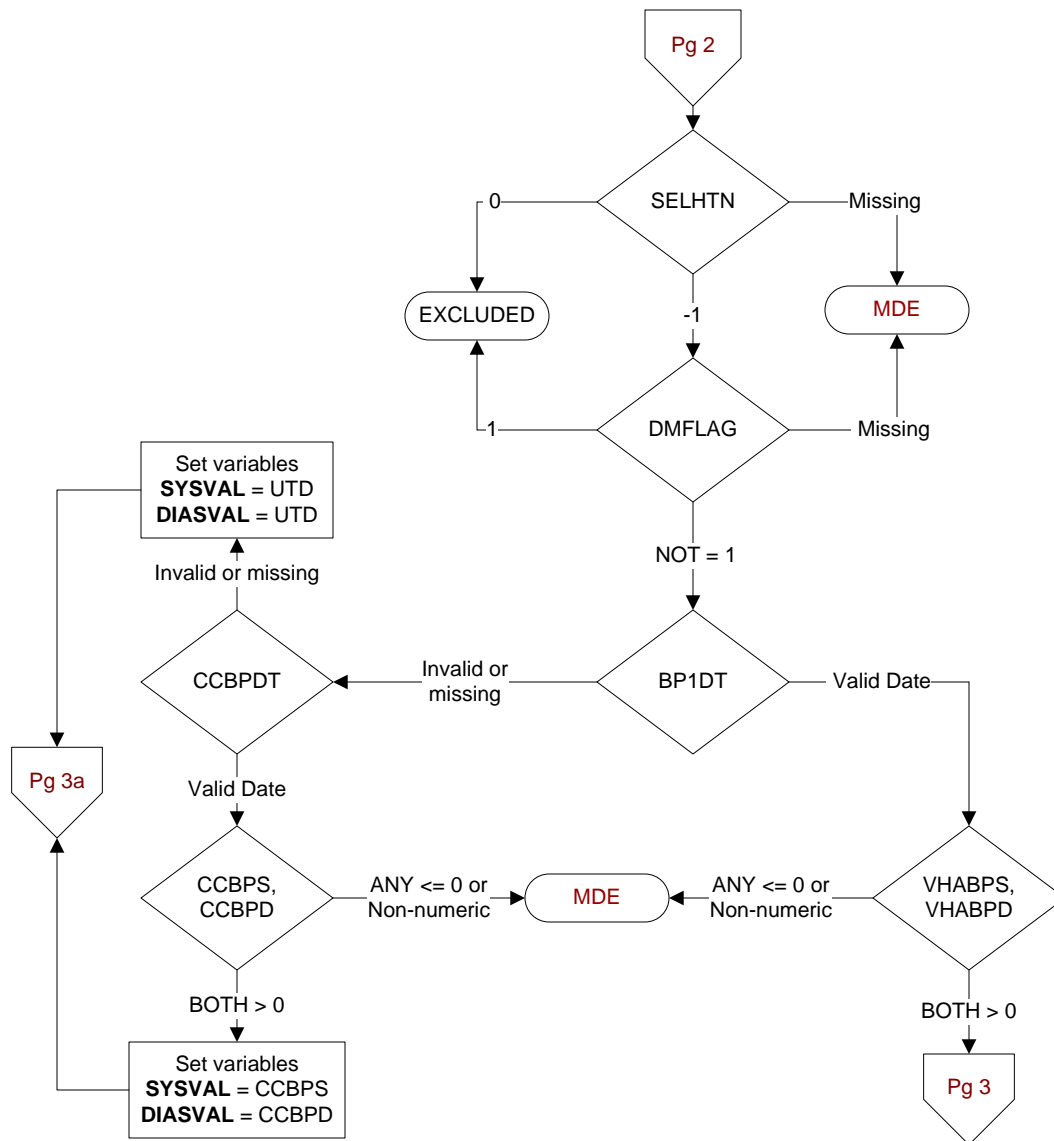 Pg 2
SELHTN
0
Missing
EXCLUDED
MDE
-1
DMFLAG
1
Missing
Set variables
SYSVAL = UTD
DIASVAL = UTD
NOT = 1
Invalid or missing
CCBPDT
Invalid or
missing
BP1DT
Valid Date
Pg 3a
Valid Date
CCBPS,
CCBPD
ANY <= 0 or
Non-numeric
MDE
ANY <= 0 or
Non-numeric
VHABPS,
VHABPD
BOTH > 0
BOTH > 0
Set variables
SYSVAL = CCBPS
DIASVAL = CCBPD
Pg 3